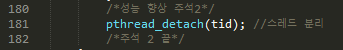 180 /*성능 향상 주석2*/
181 pthread_detach(tid); //스레드 분리
182 /*주석 2 끝*/